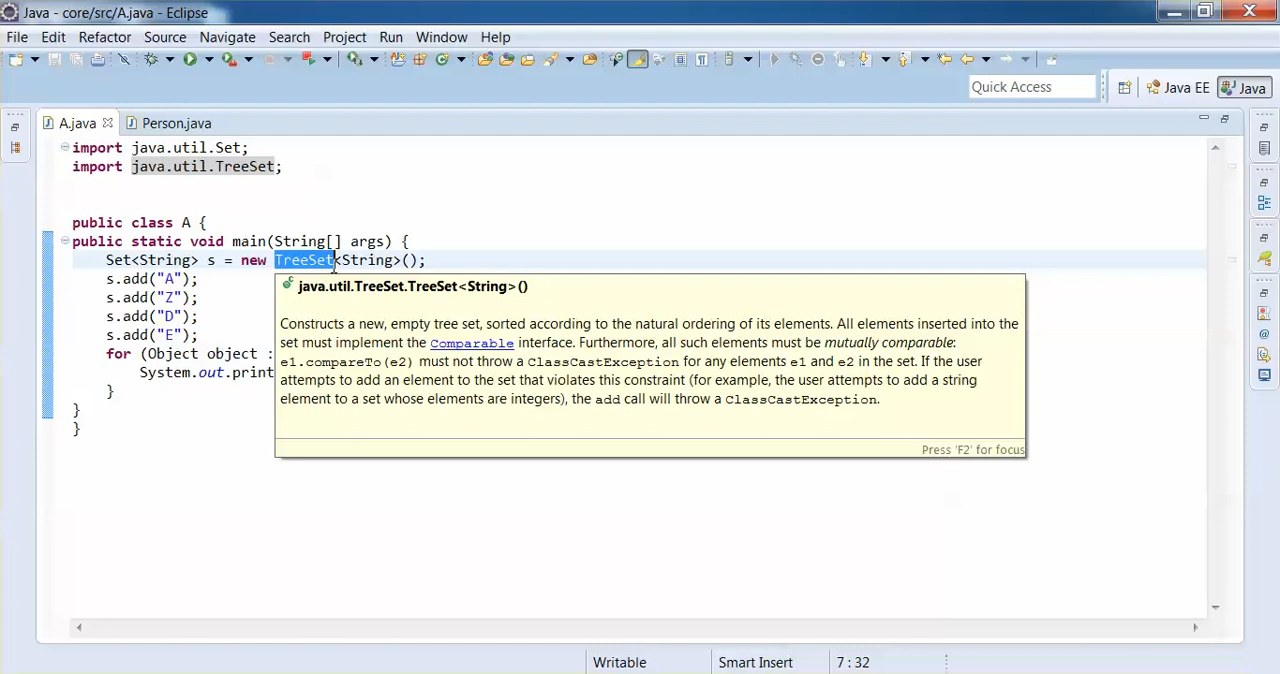 Java - core/src/A.java - Eclipse
File Edit Refactor Source Navigate Search Project Run Window Help
Quick Access Java EE Java
A.java Person.java
import java.util.Set;
import java.util.TreeSet;
public class A {
public static void main(String[] args) {
Set<String> s = new TreeSet<String>();
s.add("A");
s.add("Z");
s.add("D");
s.add("E");
for (Object object :
System.out.print
}
}
}
java.util.TreeSet.TreeSet<String>()
Constructs a new, empty tree set, sorted according to the natural ordering of its elements. All elements inserted into the
set must implement the Comparable interface. Furthermore, all such elements must be mutually comparable:
e1.compareTo(e2) must not throw a ClassCastException for any elements e1 and e2 in the set. If the user
attempts to add an element to the set that violates this constraint (for example, the user attempts to add a string
element to a set whose elements are integers), the add call will throw a ClassCastException.
Press 'F2' for focus
Writable Smart Insert 7 : 32